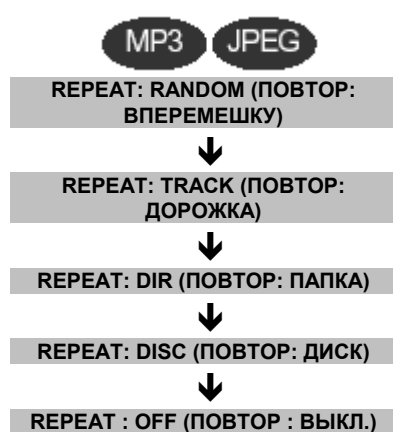 MP3 JPEG
REPEAT: RANDOM (ПОВТОР:
ВПЕРЕМЕШКУ)
REPEAT: TRACK (ПОВТОР:
ДОРОЖКА)
REPEAT: DIR (ПОВТОР: ПАПКА)
REPEAT: DISC (ПОВТОР: ДИСК)
REPEAT : OFF (ПОВТОР : ВЫКЛ.)